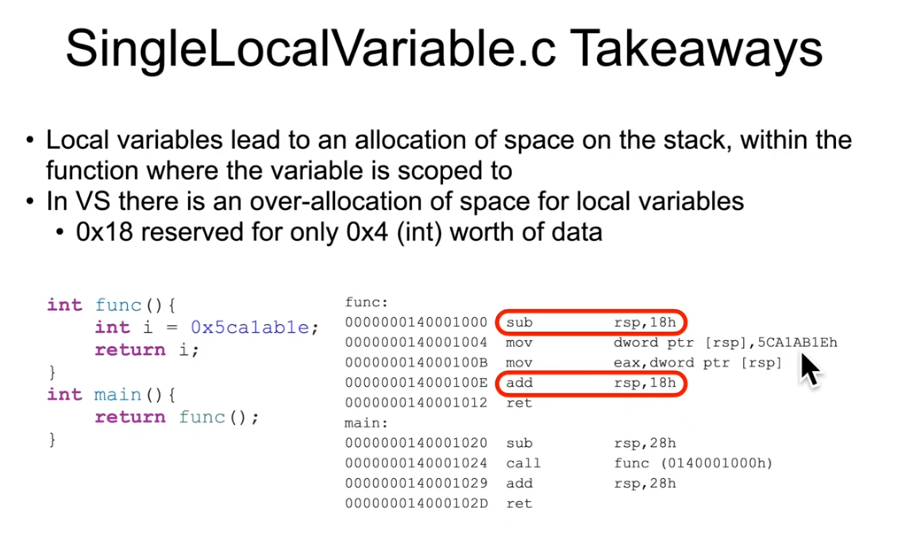 SingleLocalVariable.c Takeaways
• Local variables lead to an allocation of space on the stack, within the
function where the variable is scoped to
• In VS there is an over-allocation of space for local variables
• 0x18 reserved for only 0x4 (int) worth of data
int func(){
int i = 0x5ca1ab1e;
return i;
}
int main(){
return func();
}
func:
0000000140001000 sub rsp,18h
0000000140001004 mov dword ptr [rsp],5CA1AB1Eh
000000014000100B mov eax,dword ptr [rsp]
000000014000100E add rsp,18h
0000000140001012 ret
main:
0000000140001020 sub rsp,28h
0000000140001024 call func (0140001000h)
0000000140001029 add rsp,28h
000000014000102D ret